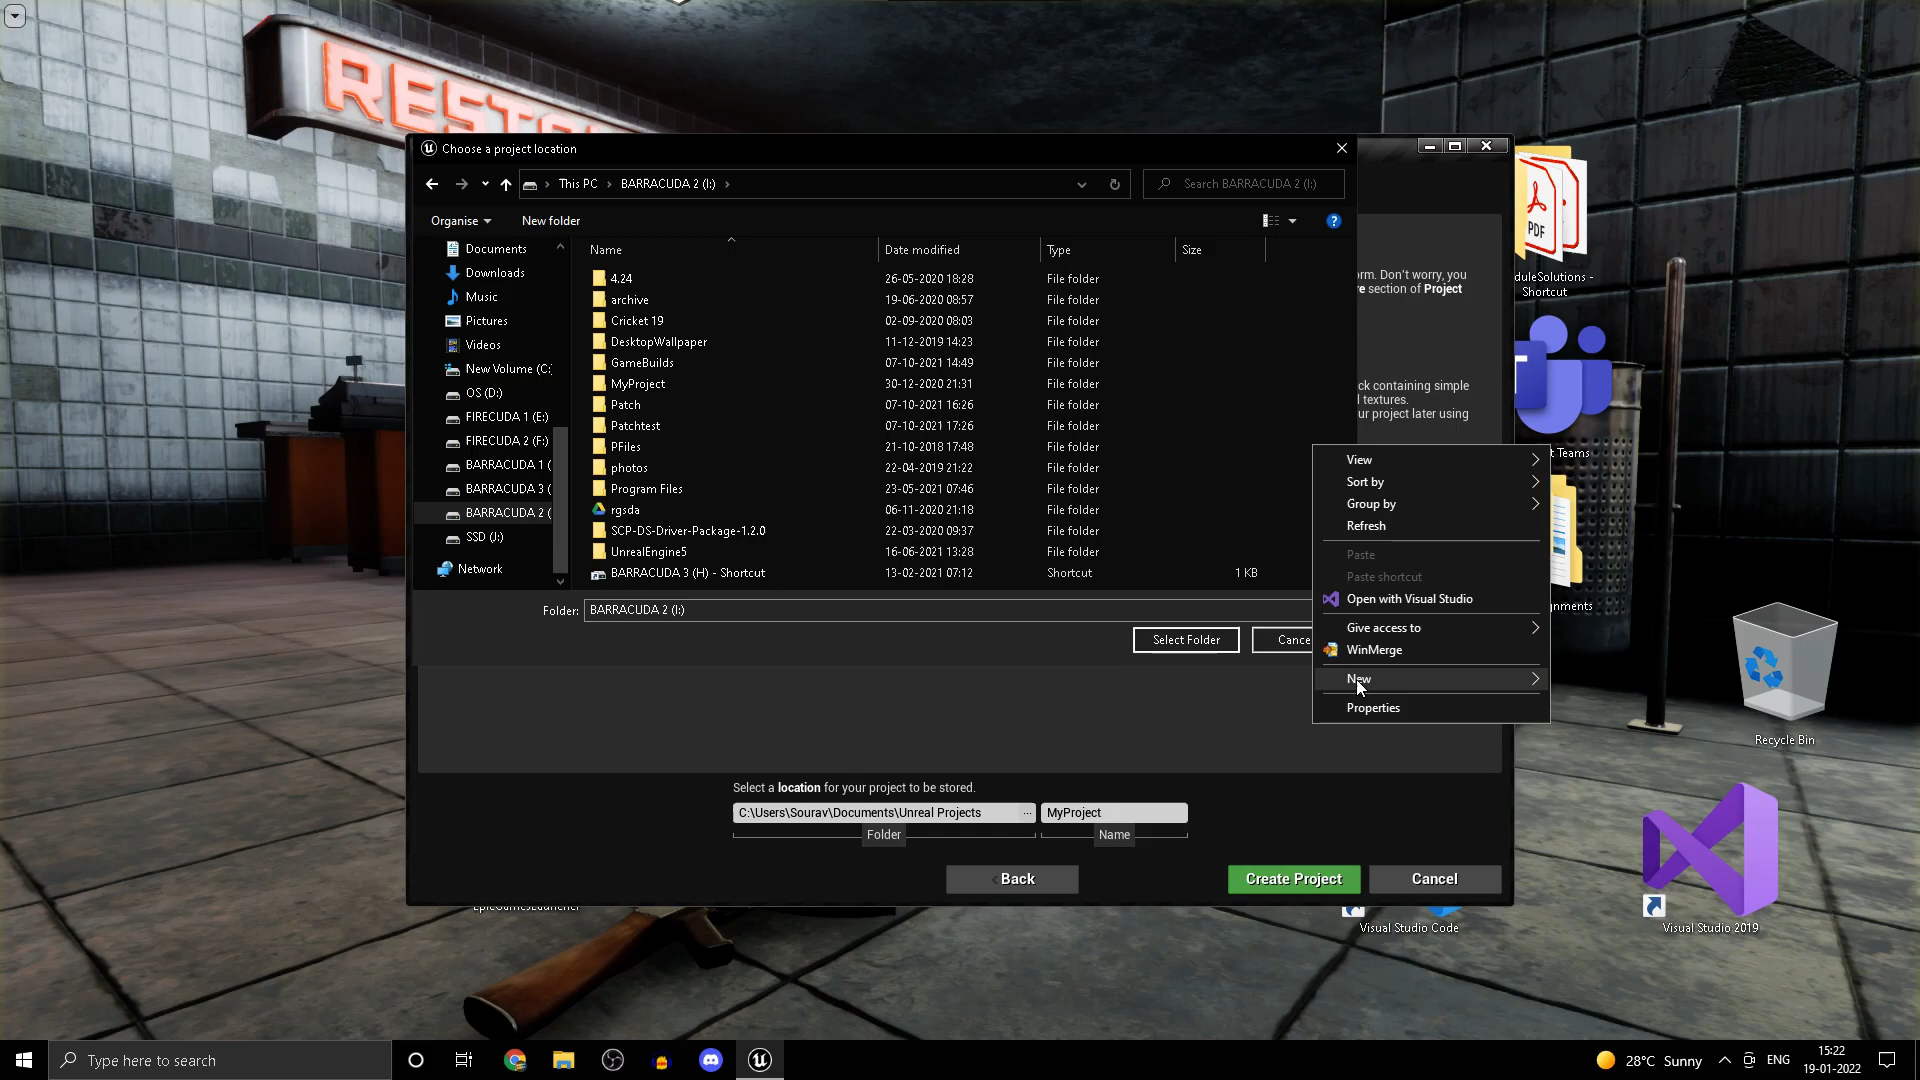 REST
Choose a project location
This PC > BARRACUDA 2 (I:) >
Search BARRACUDA 2 (I:)
Organise
New folder
Documents
Downloads
Music
Pictures
Videos
New Volume (C:
OS (D:)
FIRECUDA 1 (E:)
FIRECUDA 2 (F:)
BARRACUDA 1 (
BARRACUDA 3 (
BARRACUDA 2 (
SSD (J:)
Network
Name Date modified Type Size
4.24 26-05-2020 18:28 File folder
archive 19-06-2020 08:57 File folder
Cricket 19 02-09-2020 08:03 File folder
DesktopWallpaper 11-12-2019 14:23 File folder
GameBuilds 07-10-2021 14:49 File folder
MyProject 30-12-2020 21:31 File folder
Patch 07-10-2021 16:26 File folder
Patchtest 07-10-2021 17:26 File folder
PFiles 21-10-2018 17:48 File folder
photos 22-04-2019 21:22 File folder
Program Files 23-05-2021 07:46 File folder
rgsda 06-11-2020 21:18 File folder
SCP-DS-Driver-Package-1.2.0 22-03-2020 09:37 File folder
UnrealEngine5 16-06-2021 13:28 File folder
BARRACUDA 3 (H) - Shortcut 13-02-2021 07:12 Shortcut 1 KB
Folder: BARRACUDA 2 (I:)
Select Folder
Cance
orm. Don't worry, you
re section of Project
ck containing simple
l textures.
ur project later using
View
Sort by
Group by
Refresh
Paste
Paste shortcut
Open with Visual Studio
Give access to
WinMerge
New
Properties
Select a location for your project to be stored.
C:\Users\Sourav\Documents\Unreal Projects ...
MyProject
Folder
Name
Back
Create Project
Cancel
PDF
duleSolutions -
Shortcut
T
t Teams
gnments
Recycle Bin
EpicGamesLauncher
Visual Studio Code
Visual Studio 2019
Type here to search
28°C Sunny
ENG
15:22
19-01-2022